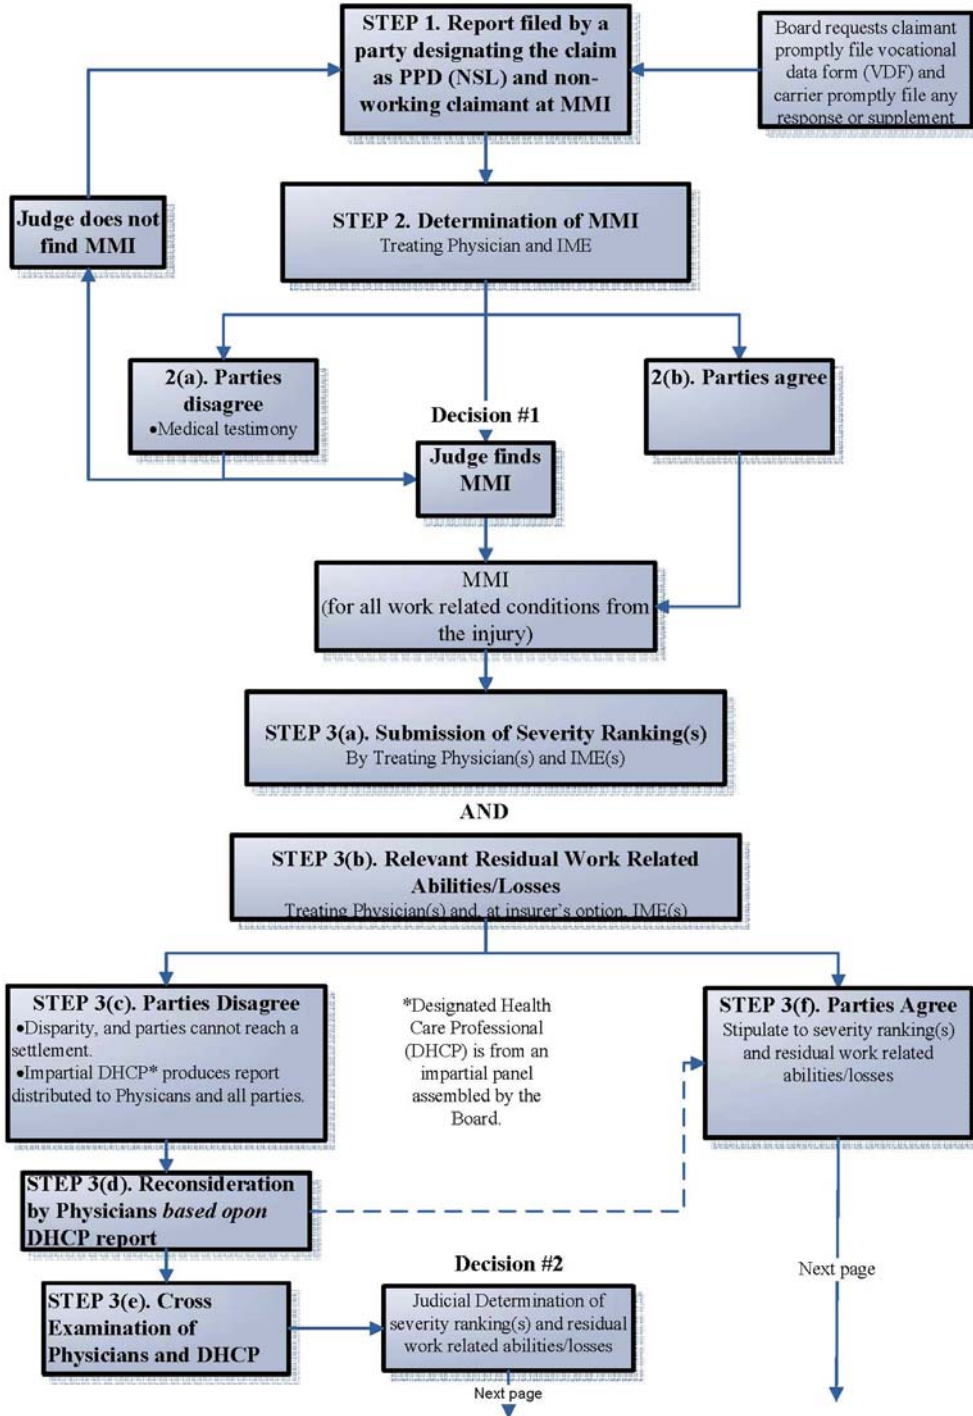 STEP 1. Report filed by a
party designating the claim
as PPD (NSL) and non-
working claimant at MMI
Board requests claimant
promptly file vocational
data form (VDF) and
carrier promptly file any
response or supplement
Judge does not
find MMI
STEP 2. Determination of MMI
Treating Physician and IME
2(a). Parties
disagree
•Medical testimony
Decision #1
Judge finds
MMI
2(b). Parties agree
MMI
(for all work related conditions from
the injury)
STEP 3(a). Submission of Severity Ranking(s)
By Treating Physician(s) and IME(s)
AND
STEP 3(b). Relevant Residual Work Related
Abilities/Losses
Treating Physician(s) and, at insurer's option, IME(s)
STEP 3(c). Parties Disagree
•Disparity, and parties cannot reach a
settlement.
•Impartial DHCP* produces report
distributed to Physicans and all parties.
*Designated Health
Care Professional
(DHCP) is from an
impartial panel
assembled by the
Board.
STEP 3(f). Parties Agree
Stipulate to severity ranking(s)
and residual work related
abilities/losses
STEP 3(d). Reconsideration
by Physicians based opon
DHCP report
STEP 3(e). Cross
Examination of
Physicians and DHCP
Decision #2
Judicial Determination of
severity ranking(s) and residual
work related abilities/losses
Next page
Next page